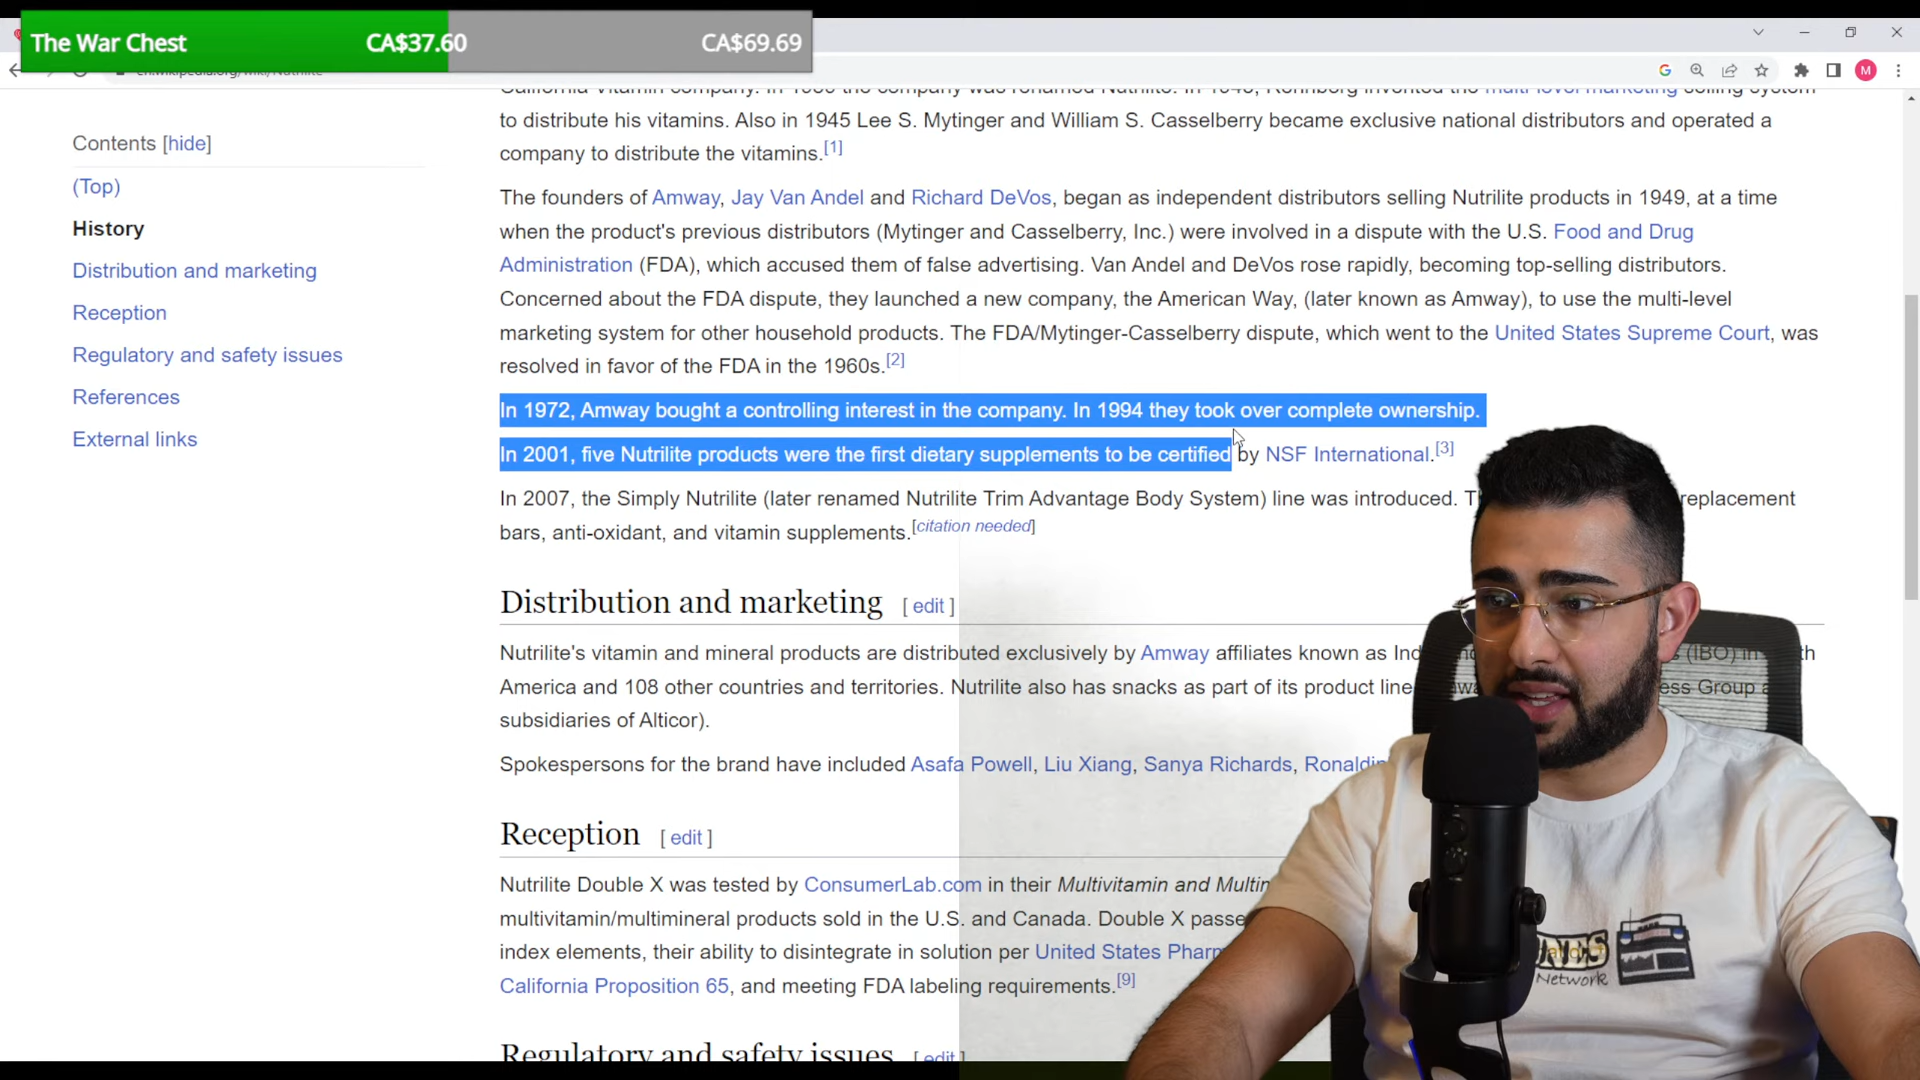 The War Chest CA$37.60 CA$69.69
M
Contents [hide]
(Top)
History
Distribution and marketing
Reception
Regulatory and safety issues
References
External links
to distribute his vitamins. Also in 1945 Lee S. Mytinger and William S. Casselberry became exclusive national distributors and operated a
company to distribute the vitamins.[1]
The founders of Amway, Jay Van Andel and Richard DeVos, began as independent distributors selling Nutrilite products in 1949, at a time
when the product's previous distributors (Mytinger and Casselberry, Inc.) were involved in a dispute with the U.S. Food and Drug
Administration (FDA), which accused them of false advertising. Van Andel and DeVos rose rapidly, becoming top-selling distributors.
Concerned about the FDA dispute, they launched a new company, the American Way, (later known as Amway), to use the multi-level
marketing system for other household products. The FDA/Mytinger-Casselberry dispute, which went to the United States Supreme Court, was
resolved in favor of the FDA in the 1960s.[2]
In 1972, Amway bought a controlling interest in the company. In 1994 they took over complete ownership.
In 2001, five Nutrilite products were the first dietary supplements to be certified by NSF International.[3]
In 2007, the Simply Nutrilite (later renamed Nutrilite Trim Advantage Body System) line was introduced. replacement
bars, anti-oxidant, and vitamin supplements.[citation needed]
Distribution and marketing [ edit ]
Nutrilite's vitamin and mineral products are distributed exclusively by Amway affiliates known as (IBO)
America and 108 other countries and territories. Nutrilite also has snacks as part of its product line
subsidiaries of Alticor).
Spokespersons for the brand have included Asafa Powell, Liu Xiang, Sanya Richards,
Reception [ edit ]
Nutrilite Double X was tested by ConsumerLab.com in their Multivitamin and
multivitamin/multimineral products sold in the U.S. and Canada. Double X
index elements, their ability to disintegrate in solution per United States
California Proposition 65, and meeting FDA labeling requirements.[9]
Regulatory and safety issues [ edit ]
Network